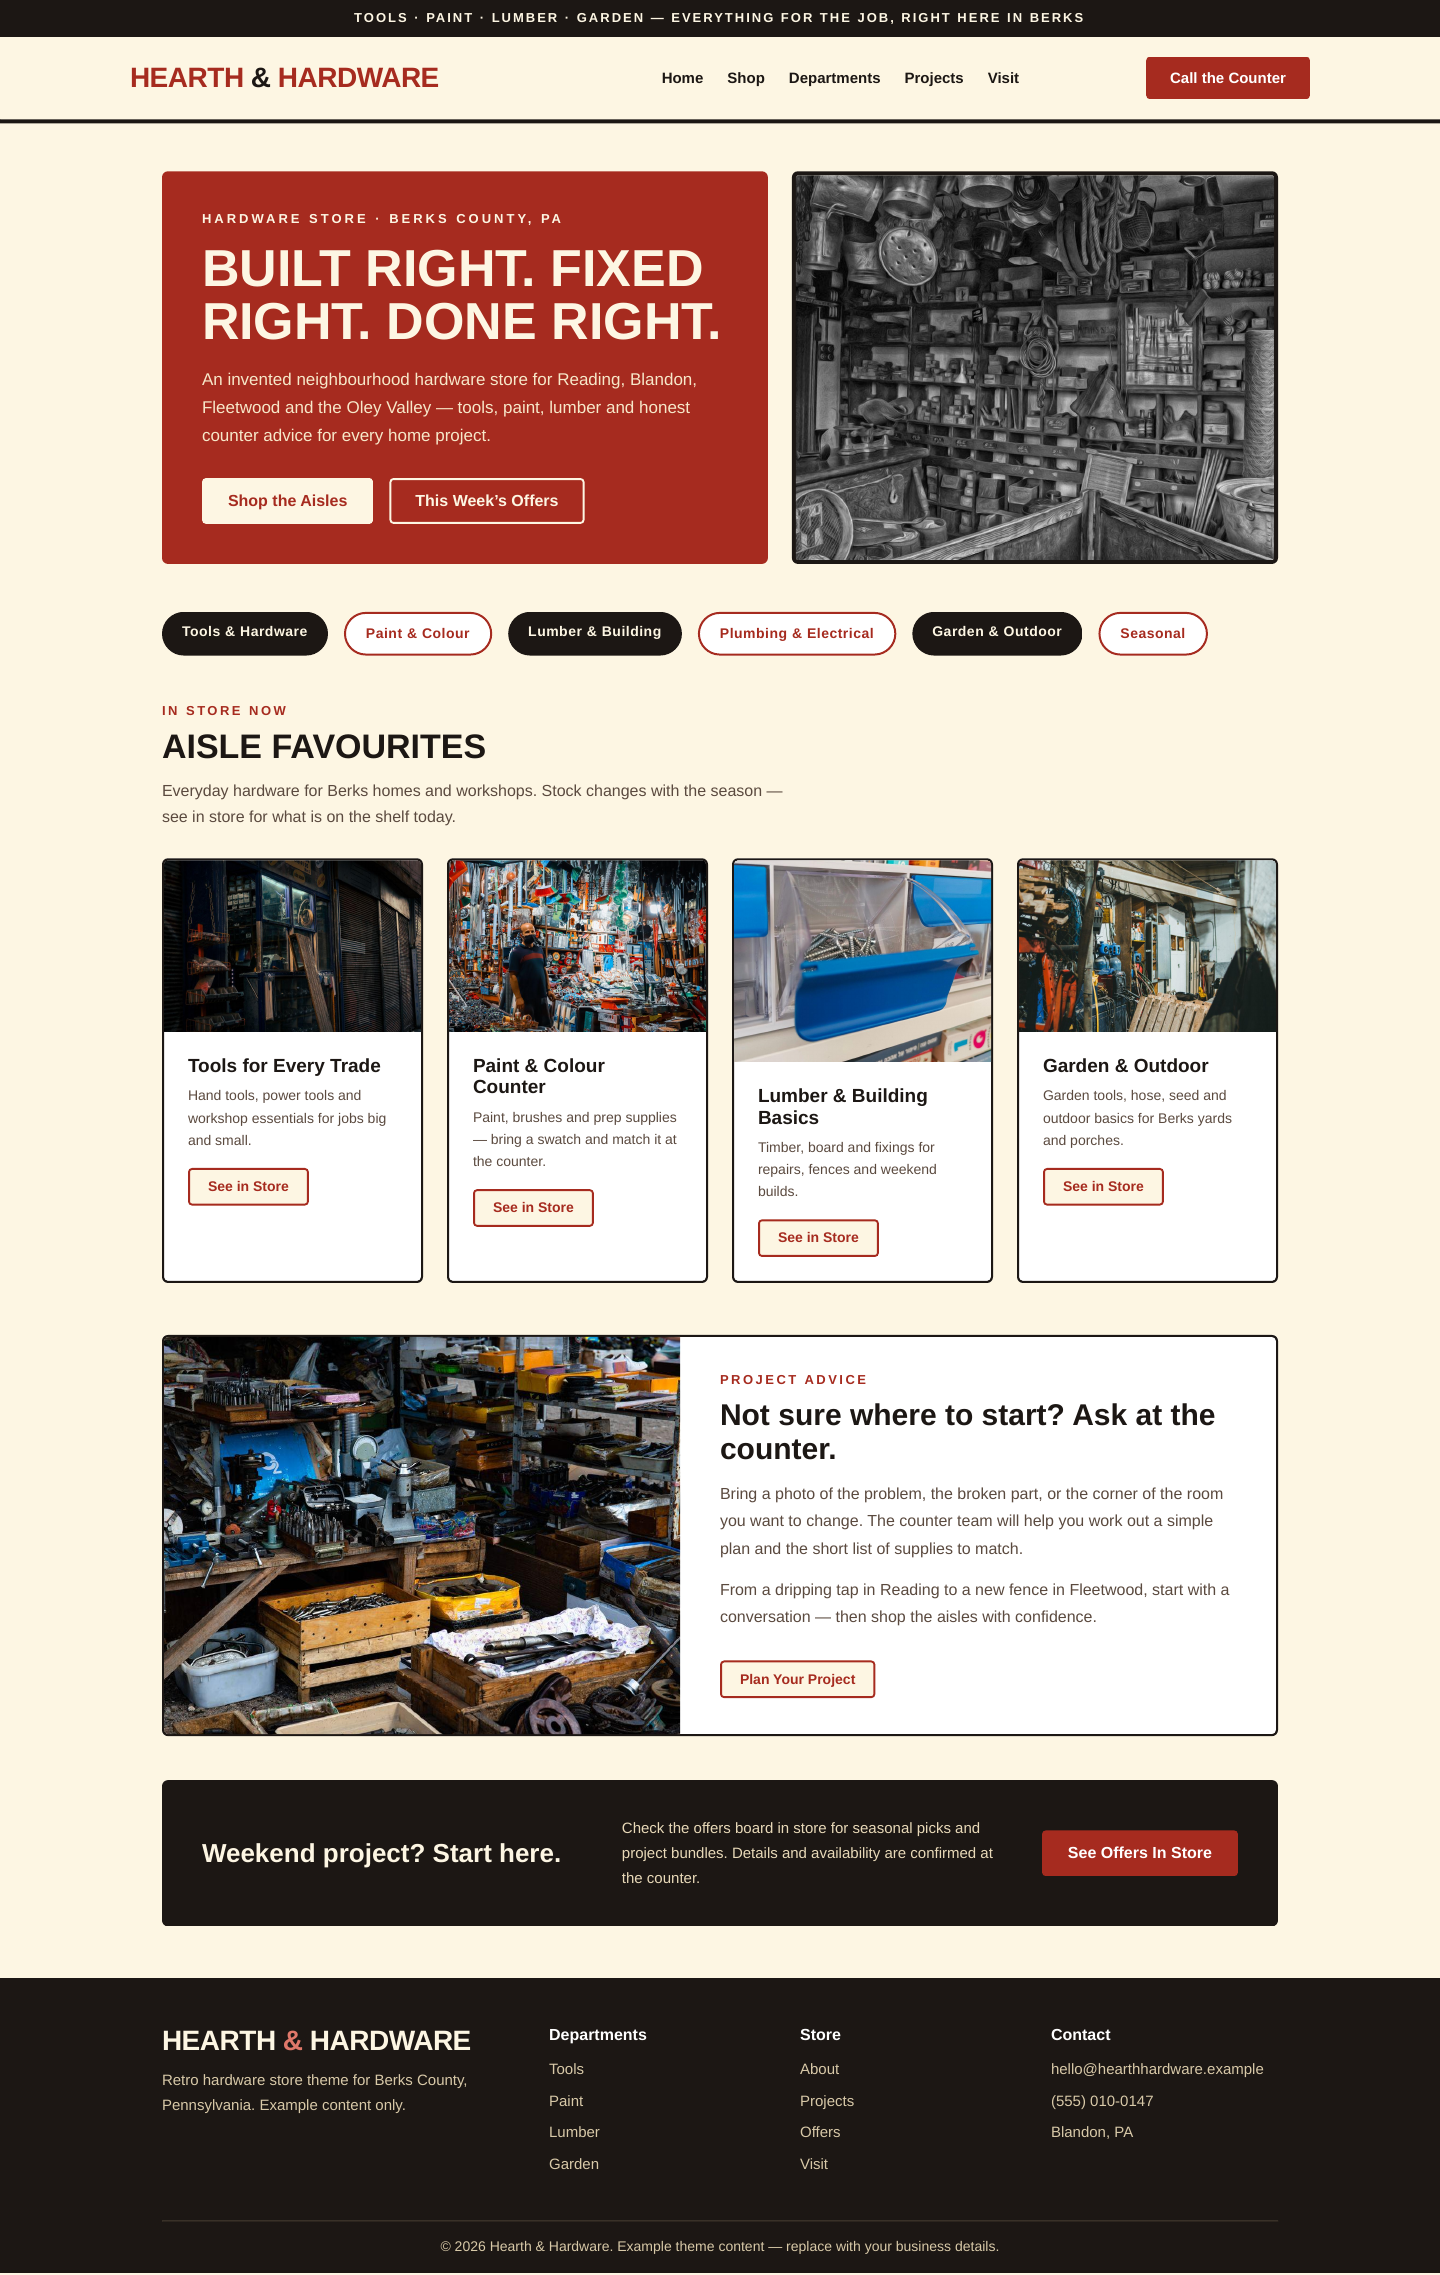 TOOLS · PAINT · LUMBER · GARDEN — EVERYTHING FOR THE JOB, RIGHT HERE IN BERKS
HEARTH & HARDWARE
Home Shop Departments Projects Visit
Call the Counter
HARDWARE STORE · BERKS COUNTY, PA
BUILT RIGHT. FIXED
RIGHT. DONE RIGHT.
An invented neighbourhood hardware store for Reading, Blandon,
Fleetwood and the Oley Valley — tools, paint, lumber and honest
counter advice for every home project.
Shop the Aisles
This Week’s Offers
Tools & Hardware
Paint & Colour
Lumber & Building
Plumbing & Electrical
Garden & Outdoor
Seasonal
IN STORE NOW
AISLE FAVOURITES
Everyday hardware for Berks homes and workshops. Stock changes with the season —
see in store for what is on the shelf today.
Tools for Every Trade
Hand tools, power tools and
workshop essentials for jobs big
and small.
See in Store
Paint & Colour
Counter
Paint, brushes and prep supplies
— bring a swatch and match it at
the counter.
See in Store
Lumber & Building
Basics
Timber, board and fixings for
repairs, fences and weekend
builds.
See in Store
Garden & Outdoor
Garden tools, hose, seed and
outdoor basics for Berks yards
and porches.
See in Store
PROJECT ADVICE
Not sure where to start? Ask at the
counter.
Bring a photo of the problem, the broken part, or the corner of the room
you want to change. The counter team will help you work out a simple
plan and the short list of supplies to match.
From a dripping tap in Reading to a new fence in Fleetwood, start with a
conversation — then shop the aisles with confidence.
Plan Your Project
Weekend project? Start here.
Check the offers board in store for seasonal picks and
project bundles. Details and availability are confirmed at
the counter.
See Offers In Store
HEARTH & HARDWARE
Retro hardware store theme for Berks County,
Pennsylvania. Example content only.
Departments
Tools
Paint
Lumber
Garden
Store
About
Projects
Offers
Visit
Contact
hello@hearthhardware.example
(555) 010-0147
Blandon, PA
© 2026 Hearth & Hardware. Example theme content — replace with your business details.